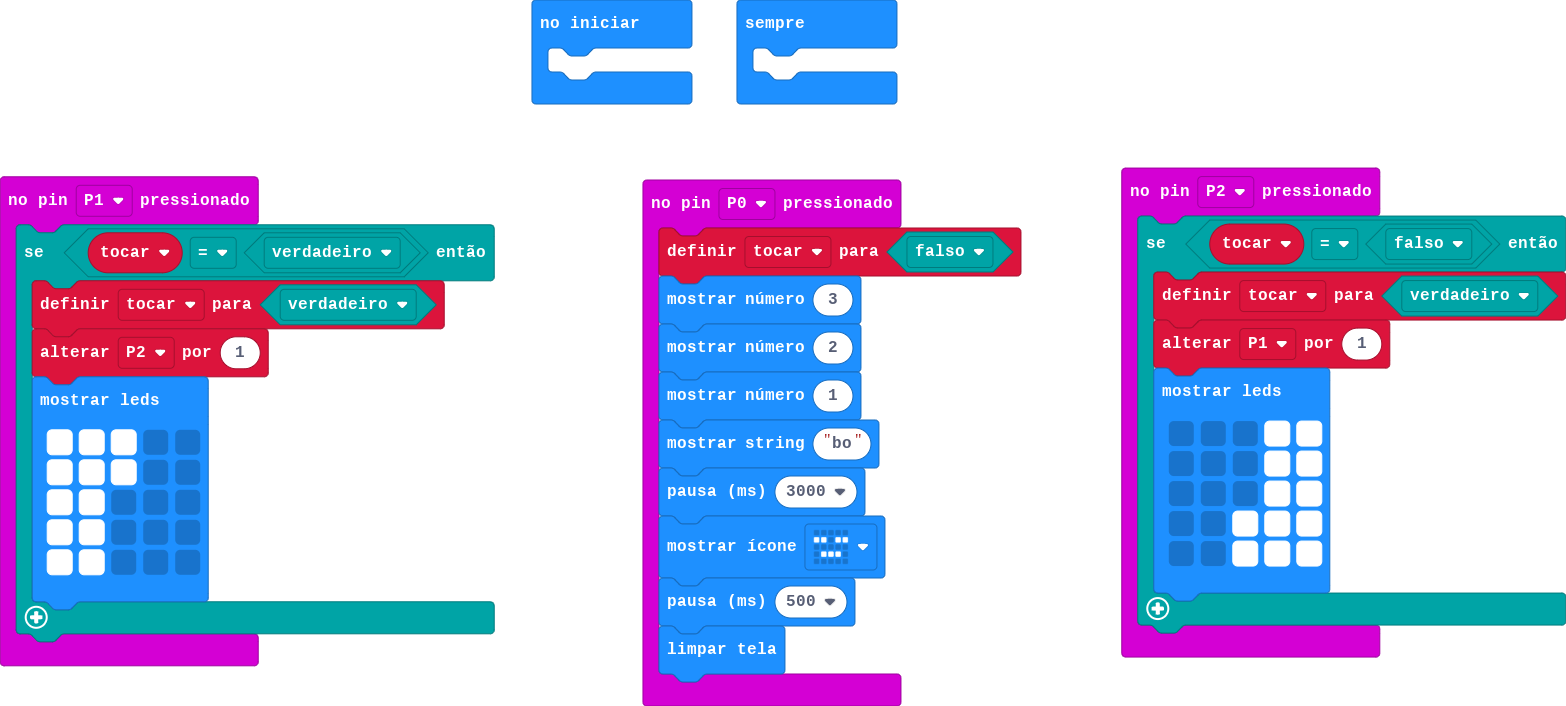 no iniciar
sempre
no pin P1 pressionado
se tocar = verdadeiro então
definir tocar para verdadeiro
alterar P2 por 1
mostrar leds
no pin P0 pressionado
definir tocar para falso
mostrar número 3
mostrar número 2
mostrar número 1
mostrar string "bo"
pausa (ms) 3000
mostrar ícone
pausa (ms) 500
limpar tela
no pin P2 pressionado
se tocar = falso então
definir tocar para verdadeiro
alterar P1 por 1
mostrar leds